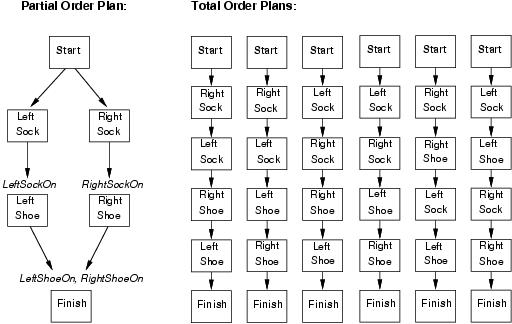 Partial Order Plan:
Start
Left
Sock
Right
Sock
LeftSockOn
RightSockOn
Left
Shoe
Right
Shoe
LeftShoeOn, RightShoeOn
Finish
Total Order Plans:
Start
Right
Sock
Left
Sock
Right
Shoe
Left
Shoe
Finish
Start
Right
Sock
Left
Sock
Left
Shoe
Right
Shoe
Finish
Start
Left
Sock
Right
Sock
Right
Shoe
Left
Shoe
Finish
Start
Left
Sock
Right
Sock
Left
Shoe
Right
Shoe
Finish
Start
Right
Sock
Right
Shoe
Left
Sock
Left
Shoe
Finish
Start
Left
Sock
Left
Shoe
Right
Sock
Right
Shoe
Finish